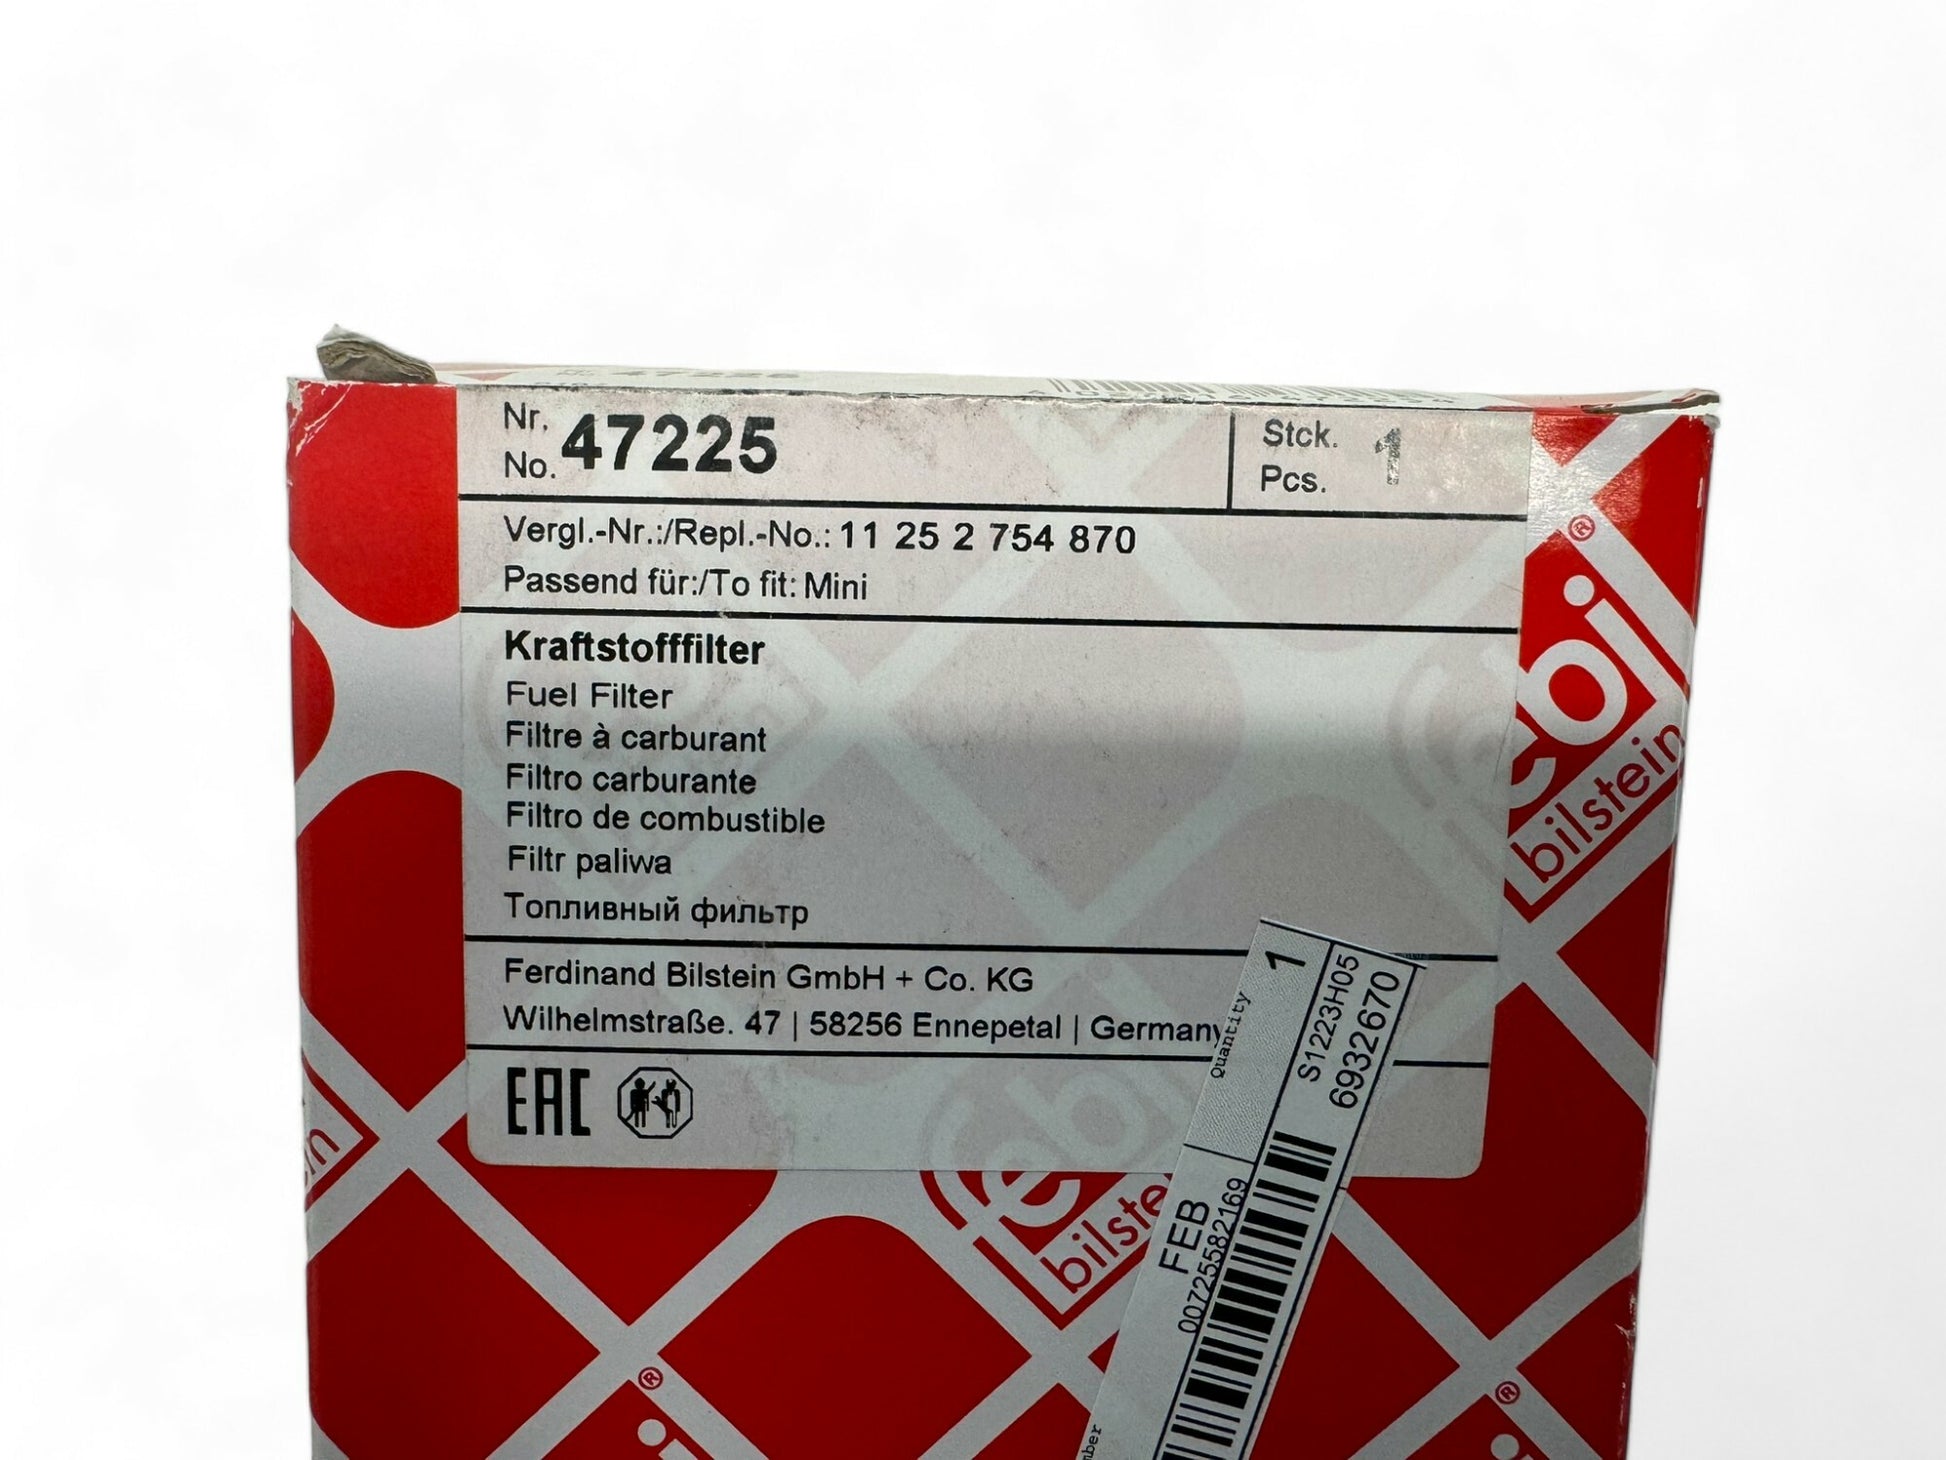 Nr.
No. 47225
Stck.
Pcs. 1
Vergl.-Nr.:/Repl.-No.: 11 25 2 754 870
Passend für:/To fit: Mini
Kraftstofffilter
Fuel Filter
Filtre à carburant
Filtro carburante
Filtro de combustible
Filtr paliwa
Топливный фильтр
Ferdinand Bilstein GmbH + Co. KG
Wilhelmstraße. 47 | 58256 Ennepetal | Germany
EAC
febi
bilstein
®
Quantity
1
S1223H05
6932670
FEB
007255582169
febi
®
®